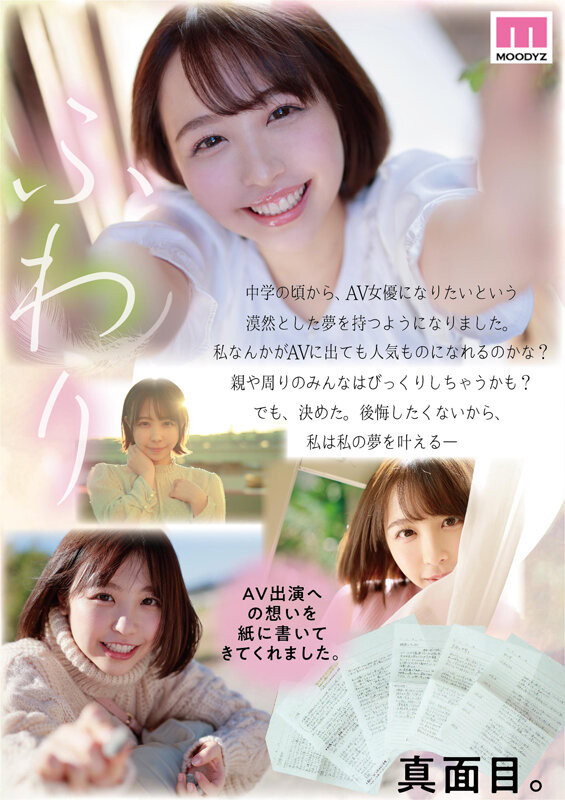 MOODYZ
ふわり
中学の頃から、AV女優になりたいという
漠然とした夢を持つようになりました。
私なんかがAVに出ても人気ものになれるのかな？
親や周りのみんなはびっくりしちゃうかも？
でも、決めた。後悔したくないから、
私は私の夢を叶える―
AV出演へ
の想いを
紙に書いて
きてくれました。
真面目。